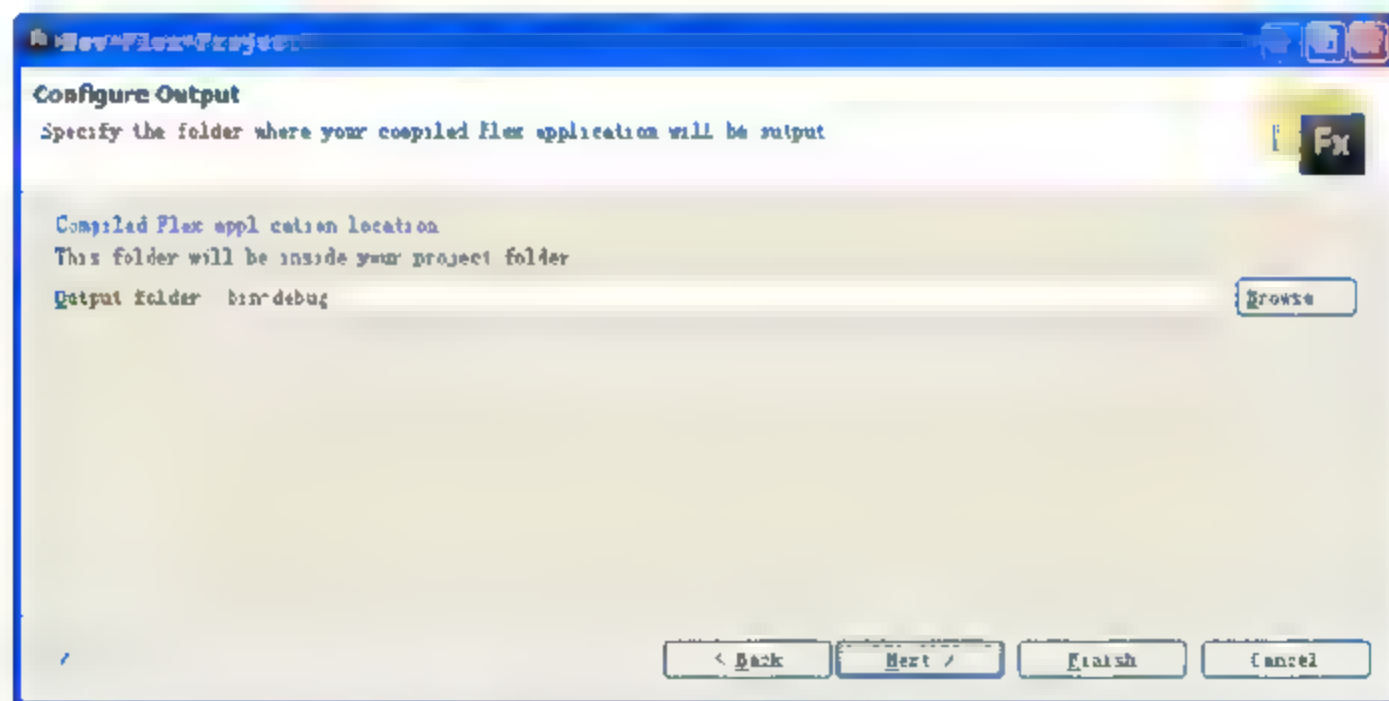 New Flex Project
Configure Output
Specify the folder where your compiled Flex application will be output
Fx
Compiled Flex application location
This folder will be inside your project folder
Output folder bin-debug
Browse
< Back Next > Finish Cancel